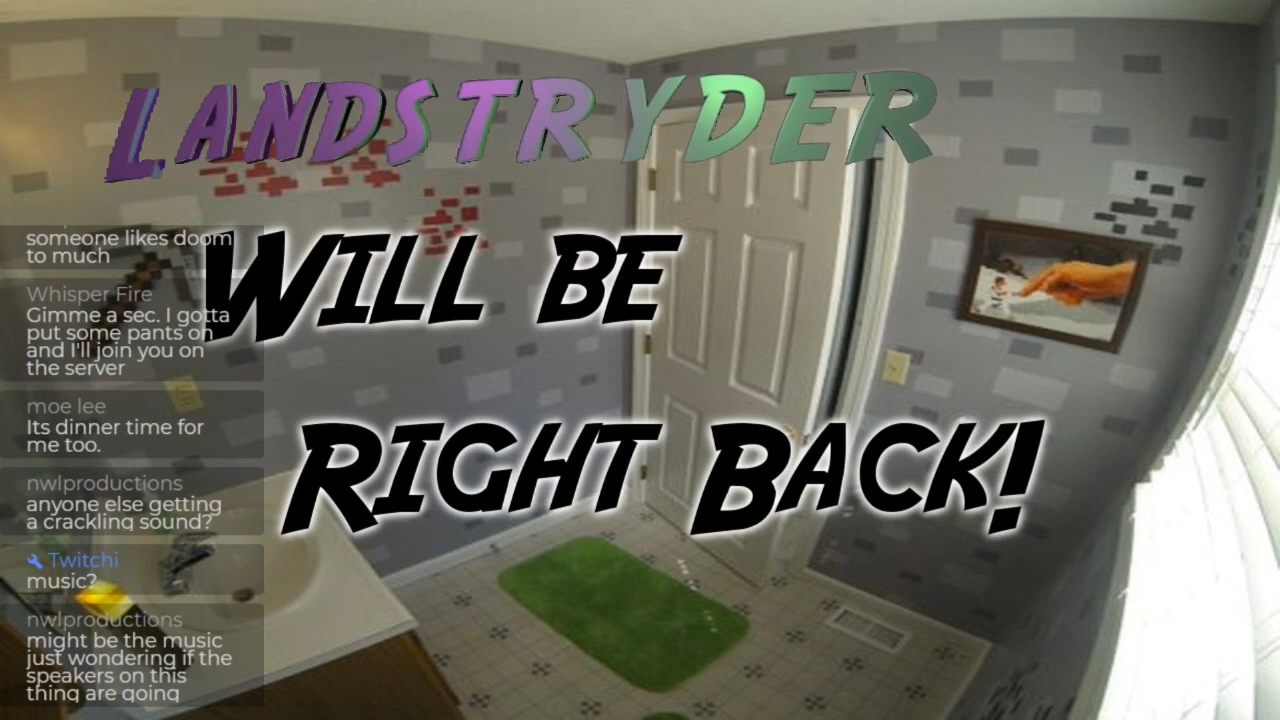 LANDSTRYDER
WILL BE
RIGHT BACK!
someone likes doom
to much
Whisper Fire
Gimme a sec. I gotta
put some pants on
and I'll join you on
the server
moe lee
Its dinner time for
me too.
nwlproductions
anyone else getting
a crackling sound?
Twitchi
music?
nwlproductions
might be the music
just wondering if the
speakers on this
thing are going